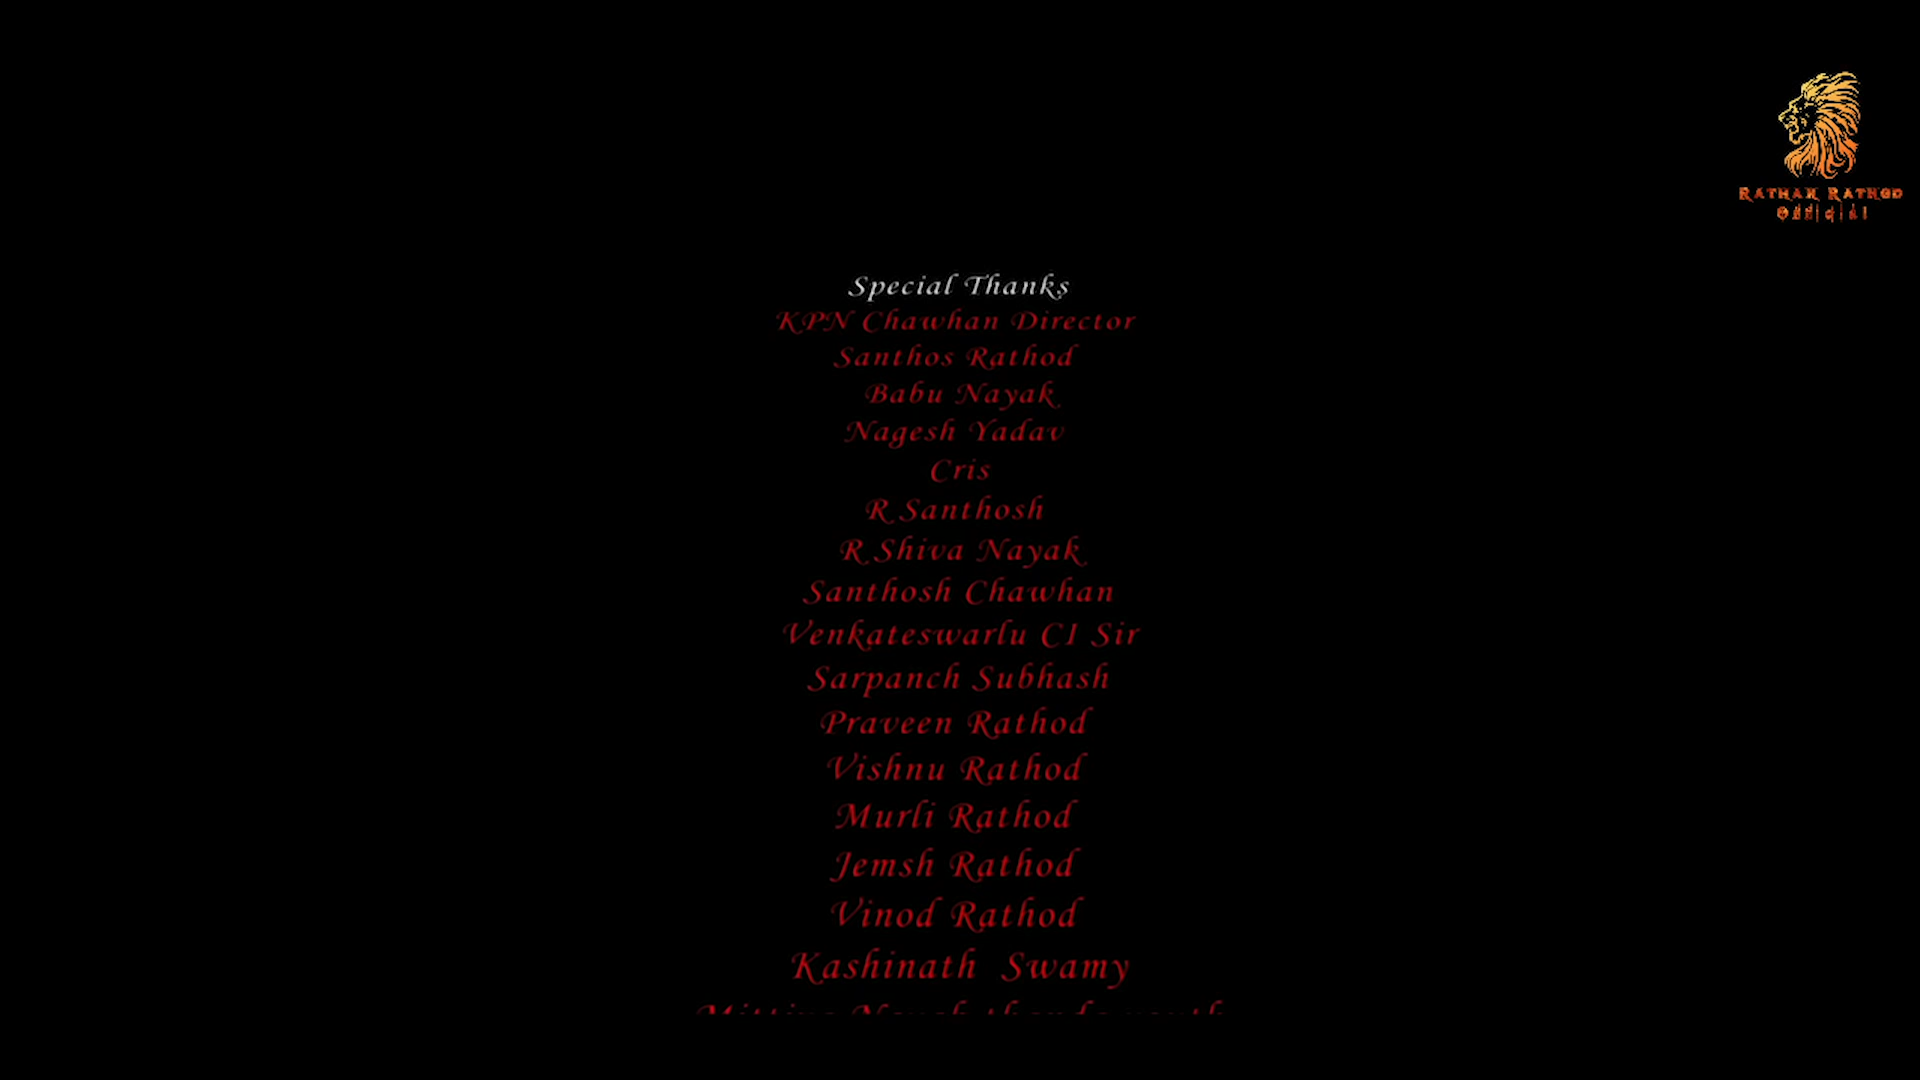 RATHAN RATHOD
Official
Special Thanks
KPN Chawhan Director
Santhos Rathod
Babu Nayak
Nagesh Yadav
Cris
R Santhosh
R Shiva Nayak
Santhosh Chawhan
Venkateswarlu CI Sir
Sarpanch Subhash
Praveen Rathod
Vishnu Rathod
Murli Rathod
Jemsh Rathod
Vinod Rathod
Kashinath Swamy